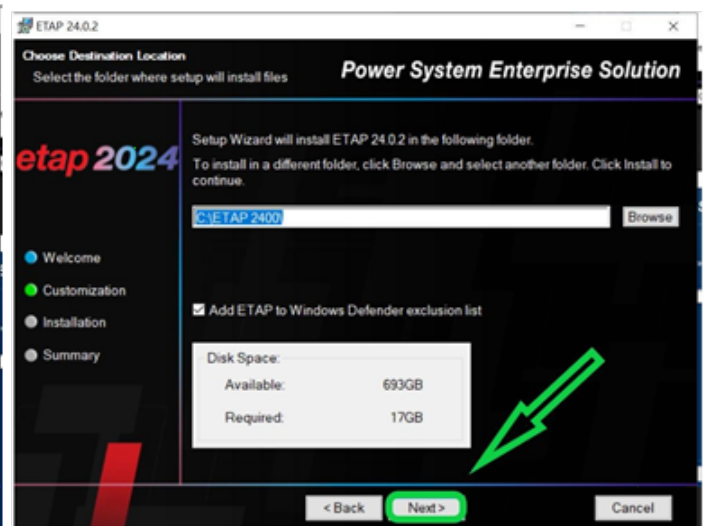 ETAP 24.0.2
Choose Destination Location
Select the folder where setup will install files
Power System Enterprise Solution
etap 2024
Setup Wizard will install ETAP 24.0.2 in the following folder.
To install in a different folder, click Browse and select another folder. Click Install to
continue.
C:\ETAP 2400\
Browse
Welcome
Customization
Installation
Summary
Add ETAP to Windows Defender exclusion list
Disk Space:
Available: 693GB
Required: 17GB
< Back
Next >
Cancel